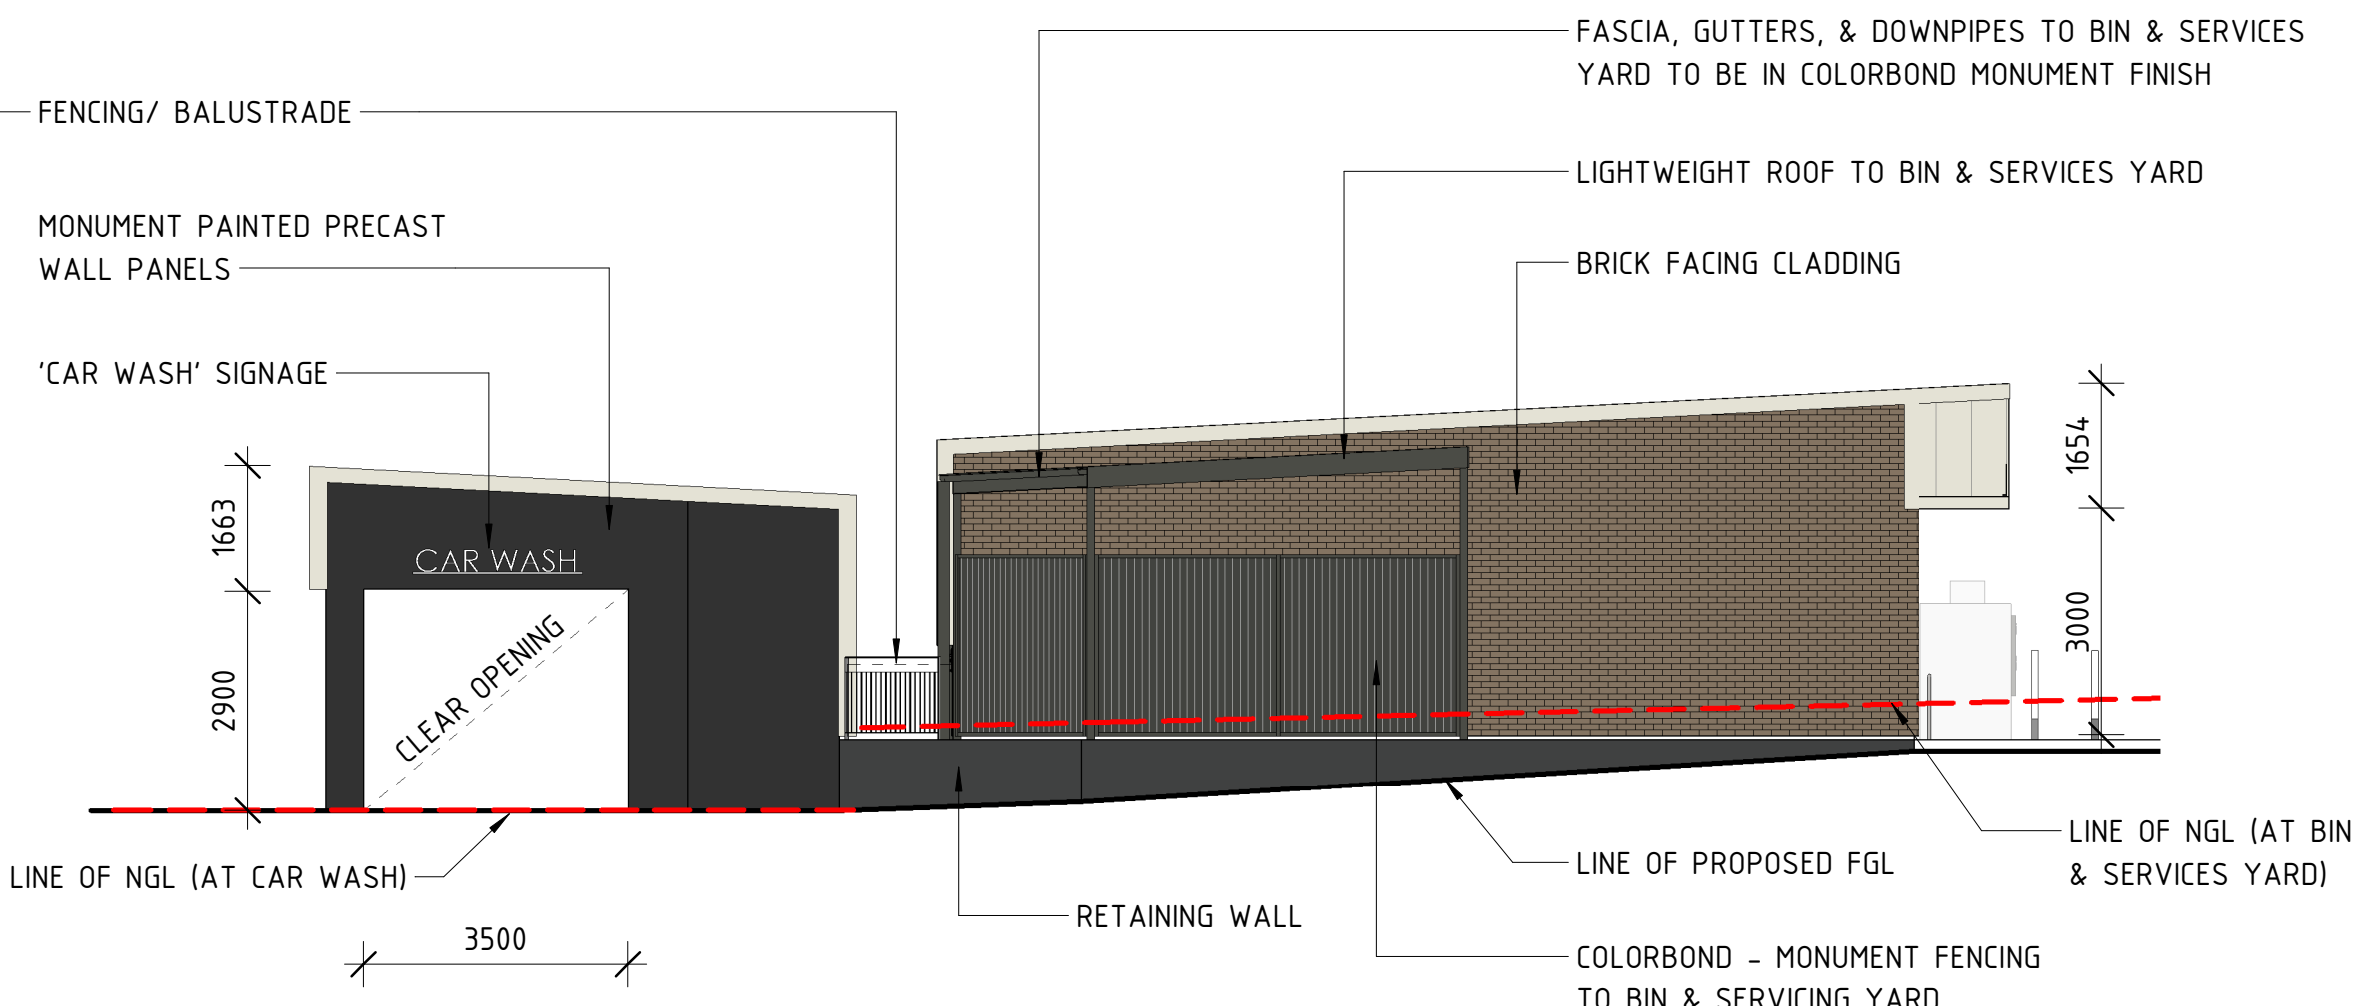 FASCIA, GUTTERS, & DOWNPIPES TO BIN & SERVICES
YARD TO BE IN COLORBOND MONUMENT FINISH
FENCING/ BALUSTRADE
LIGHTWEIGHT ROOF TO BIN & SERVICES YARD
MONUMENT PAINTED PRECAST
WALL PANELS
BRICK FACING CLADDING
'CAR WASH' SIGNAGE
1654
1663
CAR WASH
3000
CLEAR OPENING
2900
LINE OF NGL (AT BIN
& SERVICES YARD)
LINE OF PROPOSED FGL
LINE OF NGL (AT CAR WASH)
RETAINING WALL
3500
COLORBOND - MONUMENT FENCING
TO BIN & SERVICING YARD